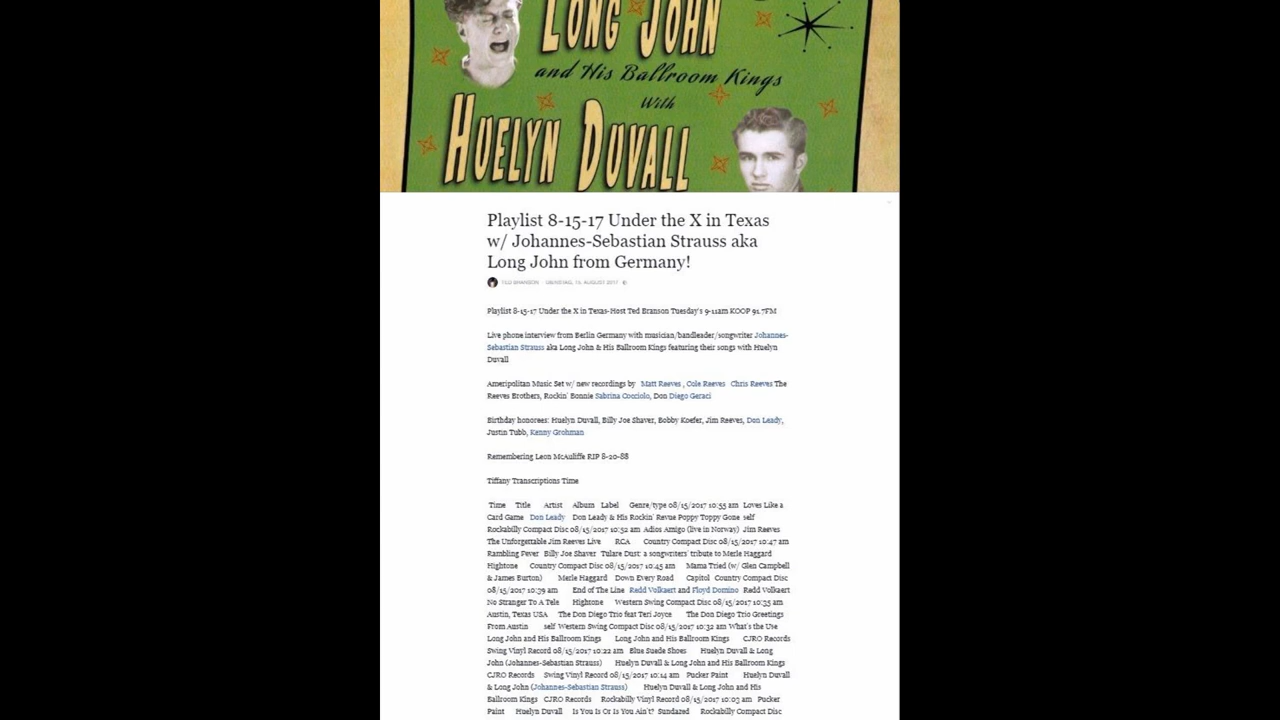 LONG JOHN
and His Ballroom Kings
With
HUELYN DUVALL
Playlist 8-15-17 Under the X in Texas
w/ Johannes-Sebastian Strauss aka
Long John from Germany!
TED BRANSON · DIENSTAG, 15. AUGUST 2017
Playlist 8-15-17 Under the X in Texas-Host Ted Branson Tuesday's 9-11am KOOP 91.7FM
Live phone interview from Berlin Germany with musician/bandleader/songwriter Johannes-
Sebastian Strauss aka Long John & His Ballroom Kings featuring their songs with Huelyn
Duvall
Ameripolitan Music Set w/ new recordings by Matt Reeves , Cole Reeves Chris Reeves The
Reeves Brothers, Rockin' Bonnie Sabrina Cocciolo, Don Diego Geraci
Birthday honorees: Huelyn Duvall, Billy Joe Shaver, Bobby Koefer, Jim Reeves, Don Leady,
Justin Tubb, Kenny Grohman
Remembering Leon McAuliffe RIP 8-20-88
Tiffany Transcriptions Time
Time Title Artist Album Label Genre/type 08/15/2017 10:55 am Loves Like a
Card Game Don Leady Don Leady & His Rockin' Revue Poppy Toppy Gone self
Rockabilly Compact Disc 08/15/2017 10:52 am Adios Amigo (live in Norway) Jim Reeves
The Unforgettable Jim Reeves Live RCA Country Compact Disc 08/15/2017 10:47 am
Rambling Fever Billy Joe Shaver Tulare Dust: a songwriters' tribute to Merle Haggard
Hightone Country Compact Disc 08/15/2017 10:45 am Mama Tried (w/ Glen Campbell
& James Burton) Merle Haggard Down Every Road Capitol Country Compact Disc
08/15/2017 10:39 am End of The Line Redd Volkaert and Floyd Domino Redd Volkaert
No Stranger To A Tele Hightone Western Swing Compact Disc 08/15/2017 10:35 am
Austin, Texas USA The Don Diego Trio feat Teri Joyce The Don Diego Trio Greetings
From Austin self Western Swing Compact Disc 08/15/2017 10:32 am What's the Use
Long John and His Ballroom Kings Long John and His Ballroom Kings CJRO Records
Swing Vinyl Record 08/15/2017 10:22 am Blue Suede Shoes Huelyn Duvall & Long
John (Johannes-Sebastian Strauss) Huelyn Duvall & Long John and His Ballroom Kings
CJRO Records Swing Vinyl Record 08/15/2017 10:14 am Pucker Paint Huelyn Duvall
& Long John (Johannes-Sebastian Strauss) Huelyn Duvall & Long John and His
Ballroom Kings CJRO Records Rockabilly Vinyl Record 08/15/2017 10:03 am Pucker
Paint Huelyn Duvall Is You Is Or Is You Ain't? Sundazed Rockabilly Compact Disc